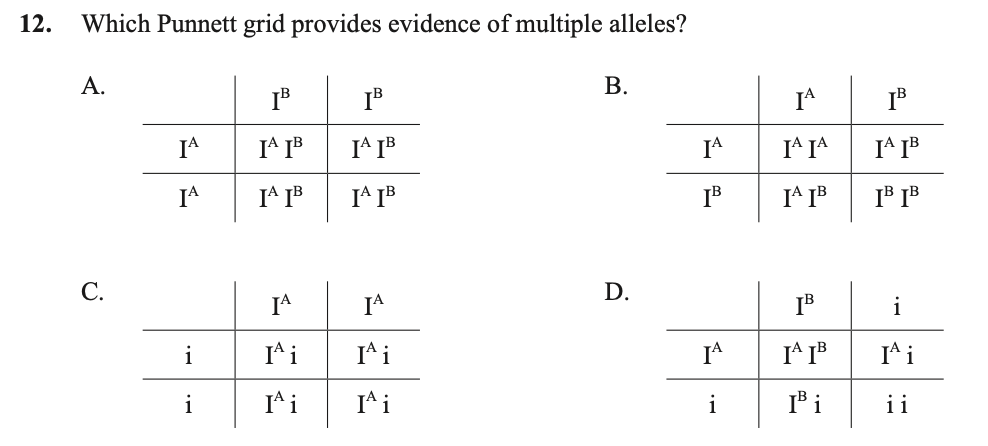 12. Which Punnett grid provides evidence of multiple alleles?
A.
I^B I^B
I^A I^A I^B I^A I^B
I^A I^A I^B I^A I^B
B.
I^A I^B
I^A I^A I^A I^A I^B
I^B I^A I^B I^B I^B
C.
I^A I^A
i I^A i I^A i
i I^A i I^A i
D.
I^B i
I^A I^A I^B I^A i
i I^B i i i